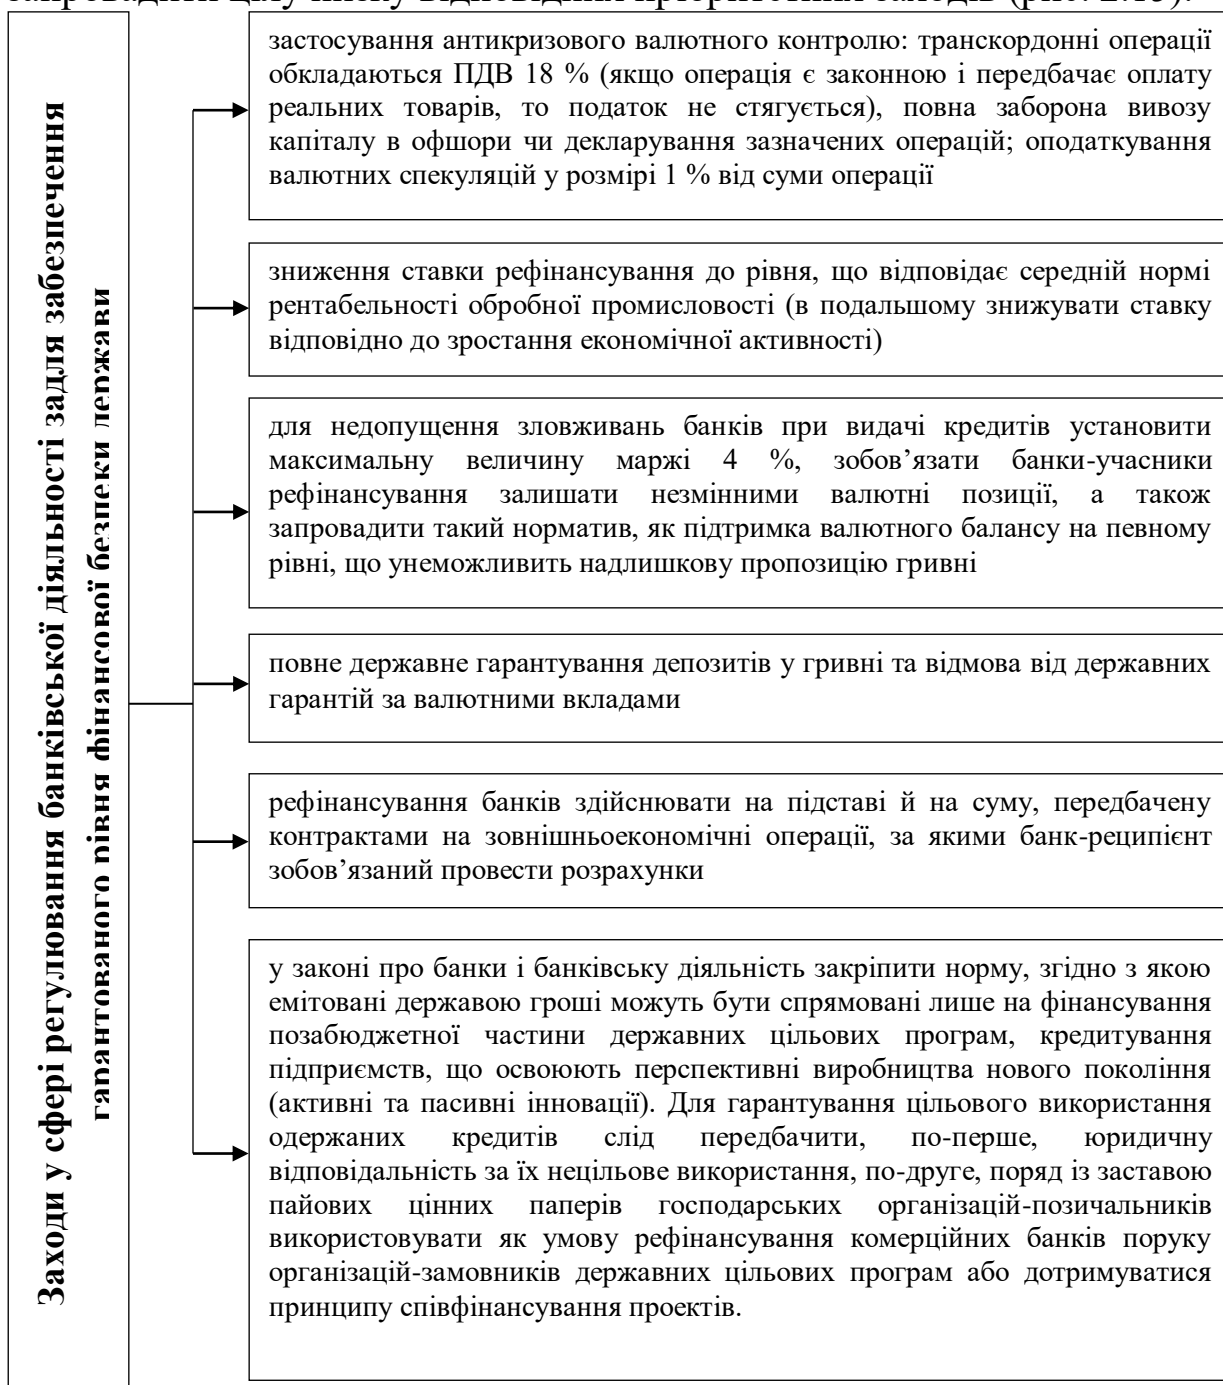 запровадити цілу низку відповідних пріоритетних заходів (рис. 2.15).
Заходи у сфері регулювання банківської діяльності задля забезпечення
гарантованого рівня фінансової безпеки держави
застосування антикризового валютного контролю: транскордонні операції
обкладаються ПДВ 18 % (якщо операція є законною і передбачає оплату
реальних товарів, то податок не стягується), повна заборона вивозу
капіталу в офшори чи декларування зазначених операцій; оподаткування
валютних спекуляцій у розмірі 1 % від суми операції
зниження ставки рефінансування до рівня, що відповідає середній нормі
рентабельності обробної промисловості (в подальшому знижувати ставку
відповідно до зростання економічної активності)
для недопущення зловживань банків при видачі кредитів установити
максимальну величину маржі 4 %, зобов’язати банки-учасники
рефінансування залишати незмінними валютні позиції, а також
запровадити такий норматив, як підтримка валютного балансу на певному
рівні, що унеможливить надлишкову пропозицію гривні
повне державне гарантування депозитів у гривні та відмова від державних
гарантій за валютними вкладами
рефінансування банків здійснювати на підставі й на суму, передбачену
контрактами на зовнішньоекономічні операції, за якими банк-реципієнт
зобов’язаний провести розрахунки
у законі про банки і банківську діяльність закріпити норму, згідно з якою
емітовані державою гроші можуть бути спрямовані лише на фінансування
позабюджетної частини державних цільових програм, кредитування
підприємств, що освоюють перспективні виробництва нового покоління
(активні та пасивні інновації). Для гарантування цільового використання
одержаних кредитів слід передбачити, по-перше, юридичну
відповідальність за їх нецільове використання, по-друге, поряд із заставою
пайових цінних паперів господарських організацій-позичальників
використовувати як умову рефінансування комерційних банків поруку
організацій-замовників державних цільових програм або дотримуватися
принципу співфінансування проектів.